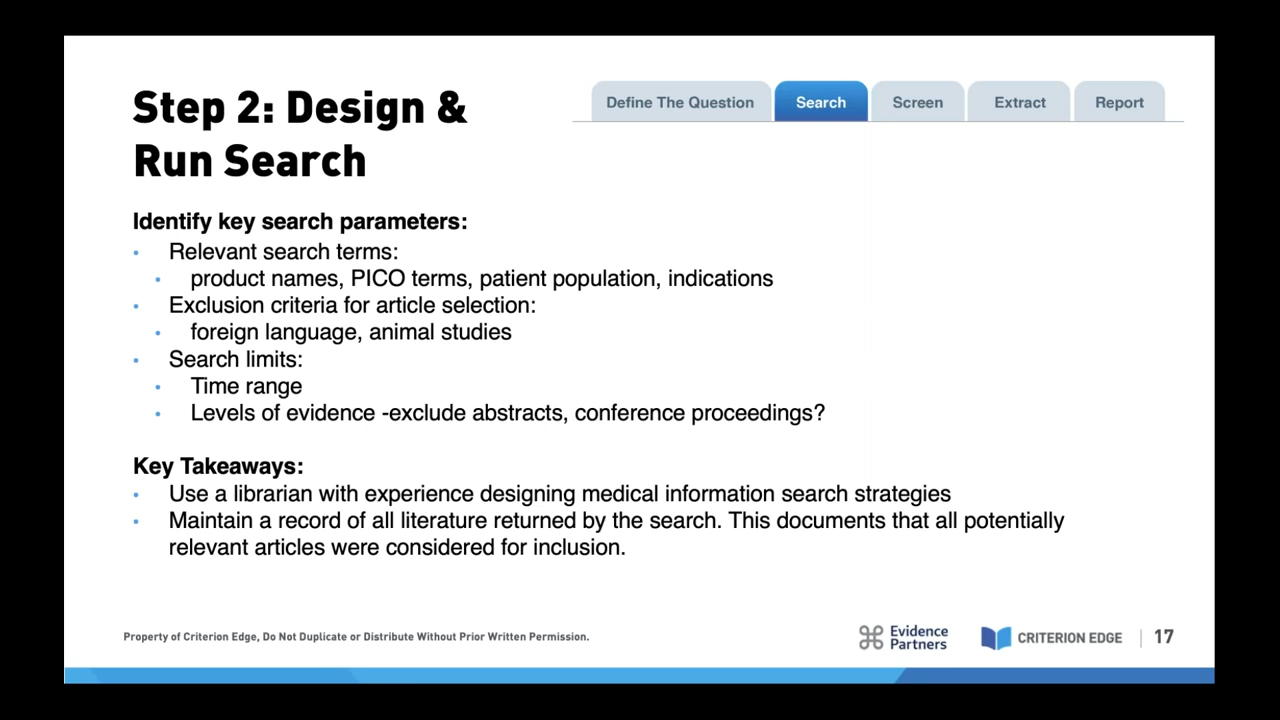 Step 2: Design &
Run Search
Define The Question
Search
Screen
Extract
Report
Identify key search parameters:
• Relevant search terms:
• product names, PICO terms, patient population, indications
• Exclusion criteria for article selection:
• foreign language, animal studies
• Search limits:
• Time range
• Levels of evidence -exclude abstracts, conference proceedings?
Key Takeaways:
• Use a librarian with experience designing medical information search strategies
• Maintain a record of all literature returned by the search. This documents that all potentially
relevant articles were considered for inclusion.
Property of Criterion Edge, Do Not Duplicate or Distribute Without Prior Written Permission.
Evidence
Partners
CRITERION EDGE | 17